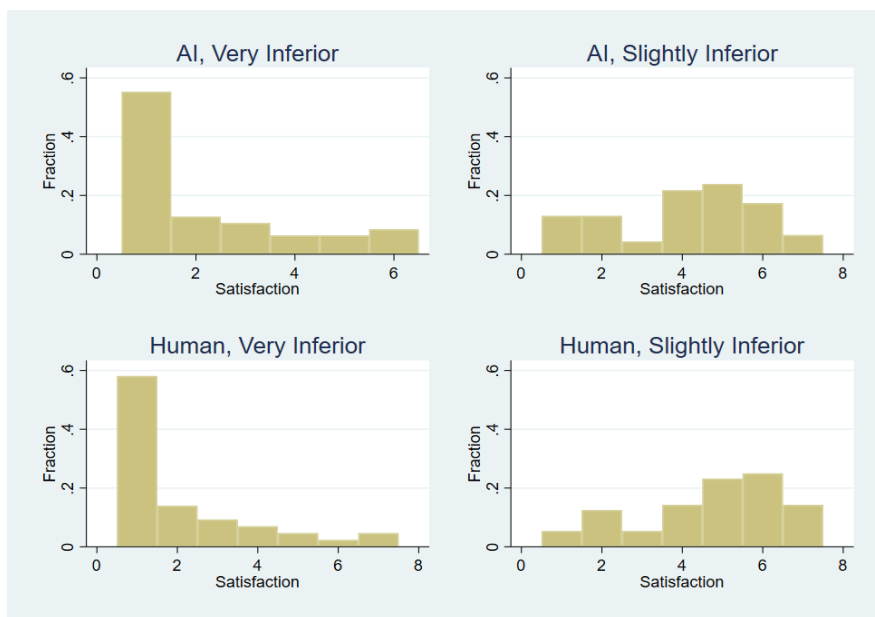 AI, Very Inferior
Fraction
.6
.4
.2
0
0 2 4 6
Satisfaction
AI, Slightly Inferior
Fraction
.6
.4
.2
0
0 2 4 6 8
Satisfaction
Human, Very Inferior
Fraction
.6
.4
.2
0
0 2 4 6 8
Satisfaction
Human, Slightly Inferior
Fraction
.6
.4
.2
0
0 2 4 6 8
Satisfaction